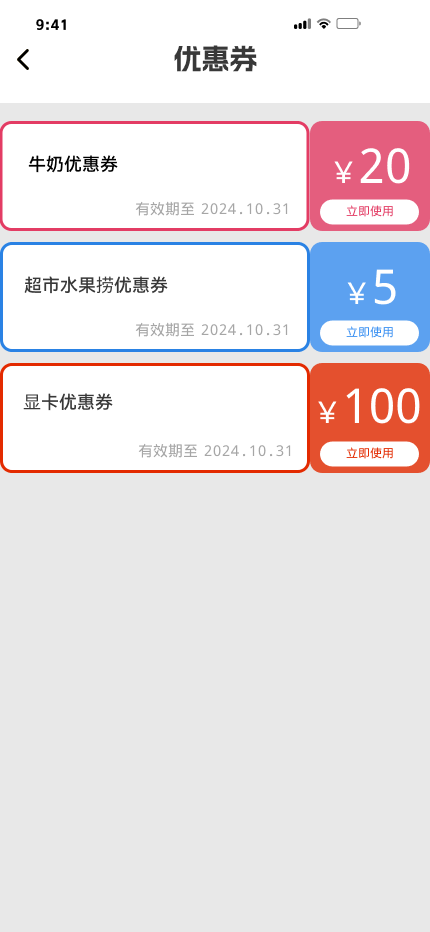 9:41
优惠券
牛奶优惠券
有效期至 2024.10.31
¥ 20
立即使用
超市水果捞优惠券
有效期至 2024.10.31
¥ 5
立即使用
显卡优惠券
有效期至 2024.10.31
¥ 100
立即使用